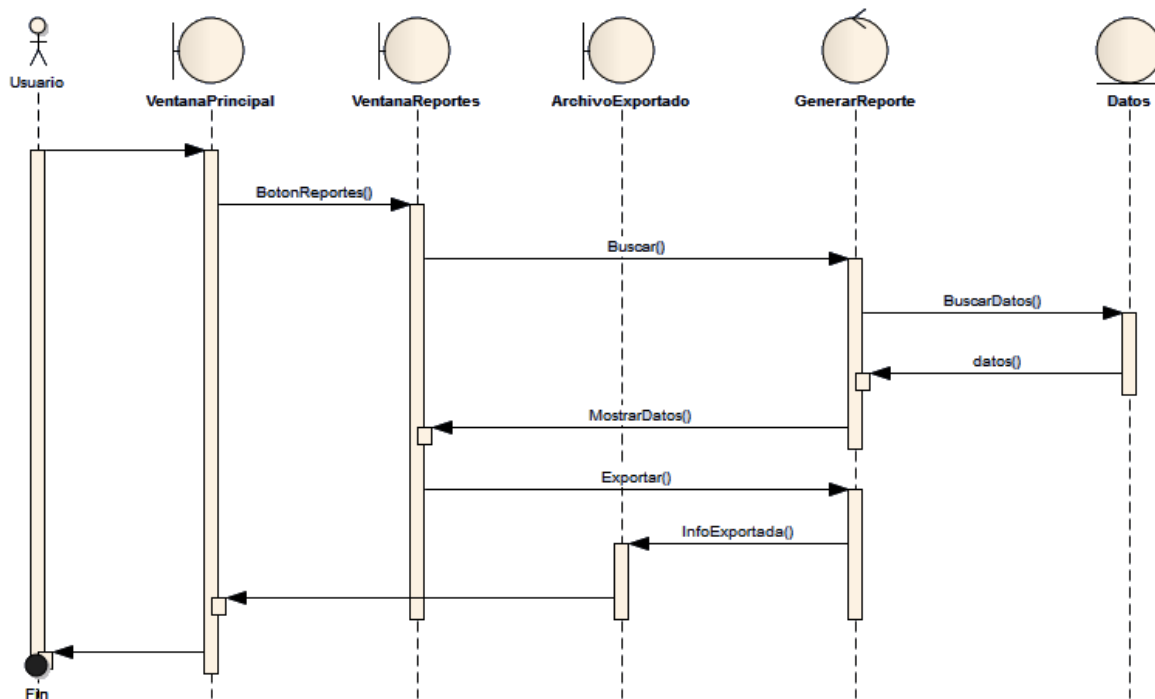 Usuario
VentanaPrincipal
VentanaReportes
ArchivoExportado
GenerarReporte
Datos
BotonReportes()
Buscar()
BuscarDatos()
datos()
MostrarDatos()
Exportar()
InfoExportada()
Fin